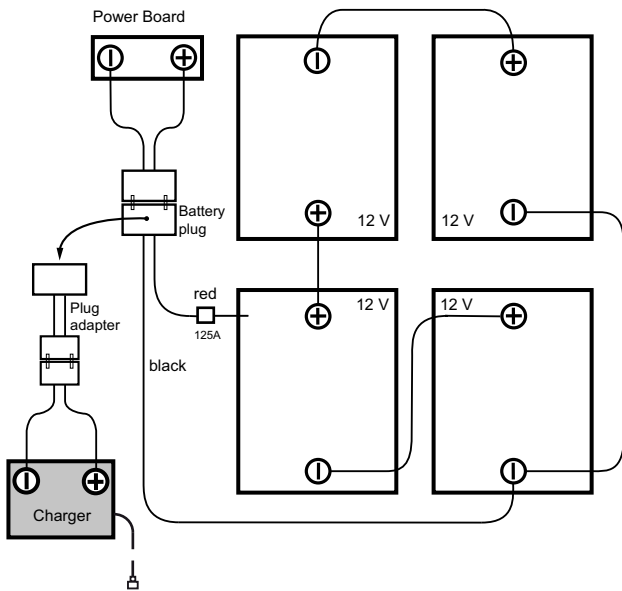 Power Board
Battery
plug
12 V
12 V
red
125A
12 V
12 V
Plug
adapter
black
Charger